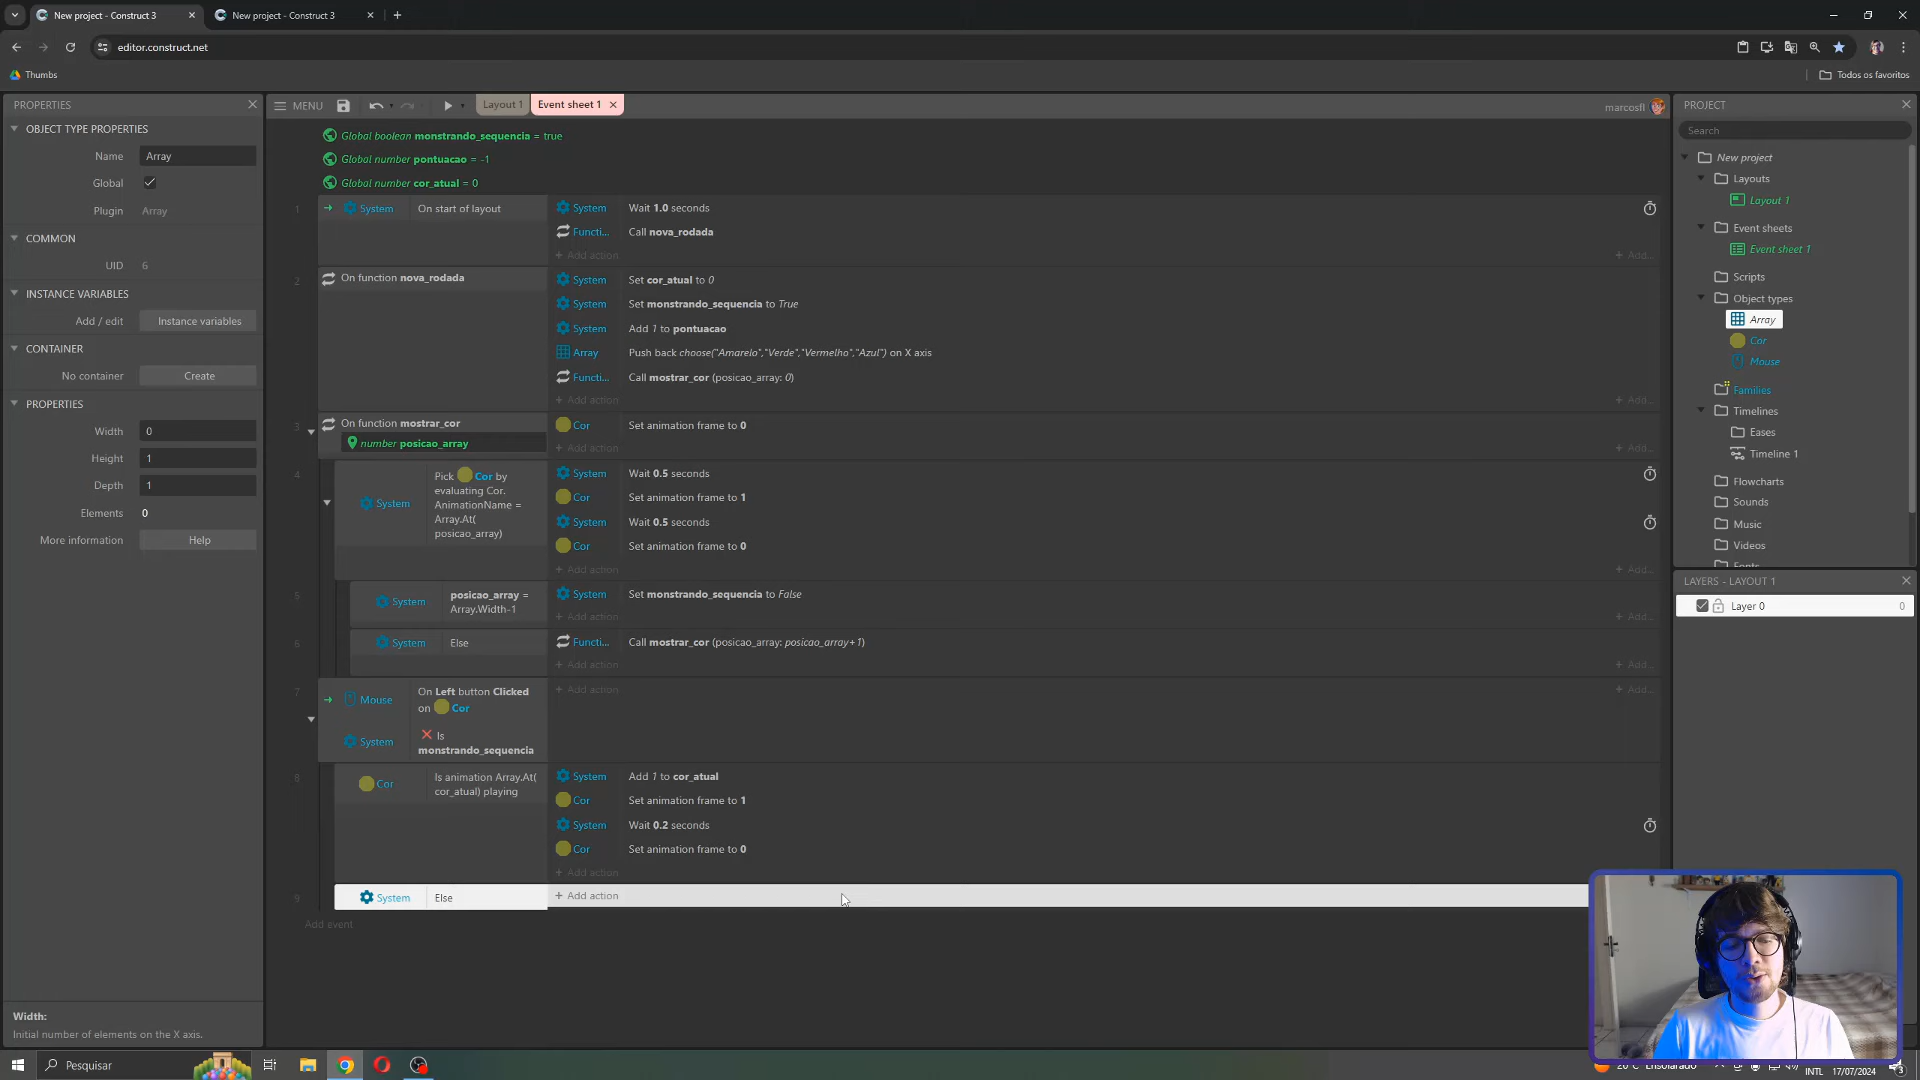 New project - Construct 3
New project - Construct 3
editor.construct.net
Thumbs
Todos os favoritos
PROPERTIES
OBJECT TYPE PROPERTIES
Name Array
Global
Plugin Array
COMMON
UID 6
INSTANCE VARIABLES
Add / edit Instance variables
CONTAINER
No container Create
PROPERTIES
Width 0
Height 1
Depth 1
Elements 0
More information Help
Width:
Initial number of elements on the X axis.
MENU
Layout 1
Event sheet 1
marcosfl
Global boolean monstrando_sequencia = true
Global number pontuacao = -1
Global number cor_atual = 0
1 System On start of layout
System Wait 1.0 seconds
Functi... Call nova_rodada
+ Add action + Add...
2 On function nova_rodada
System Set cor_atual to 0
System Set monstrando_sequencia to True
System Add 1 to pontuacao
Array Push back choose("Amarelo","Verde","Vermelho","Azul") on X axis
Functi... Call mostrar_cor (posicao_array: 0)
+ Add action + Add...
3 On function mostrar_cor
number posicao_array
Cor Set animation frame to 0
+ Add action + Add...
4 System Pick Cor by
evaluating Cor.
AnimationName =
Array.At(
posicao_array)
System Wait 0.5 seconds
Cor Set animation frame to 1
System Wait 0.5 seconds
Cor Set animation frame to 0
+ Add action
5 System posicao_array =
Array.Width-1
System Set monstrando_sequencia to False
+ Add action + Add...
6 System Else
Functi... Call mostrar_cor (posicao_array: posicao_array+1)
+ Add action + Add...
7 Mouse On Left button Clicked
on Cor
System Is
monstrando_sequencia
+ Add action + Add...
8 Cor Is animation Array.At(
cor_atual) playing
System Add 1 to cor_atual
Cor Set animation frame to 1
System Wait 0.2 seconds
Cor Set animation frame to 0
+ Add action
9 System Else
+ Add action
Add event
PROJECT
Search
New project
Layouts
Layout 1
Event sheets
Event sheet 1
Scripts
Object types
Array
Cor
Mouse
Families
Timelines
Eases
Timeline 1
Flowcharts
Sounds
Music
Videos
Fonts
LAYERS - LAYOUT 1
Layer 0 0
Pesquisar
20°C Ensolarado
INTL 17/07/2024